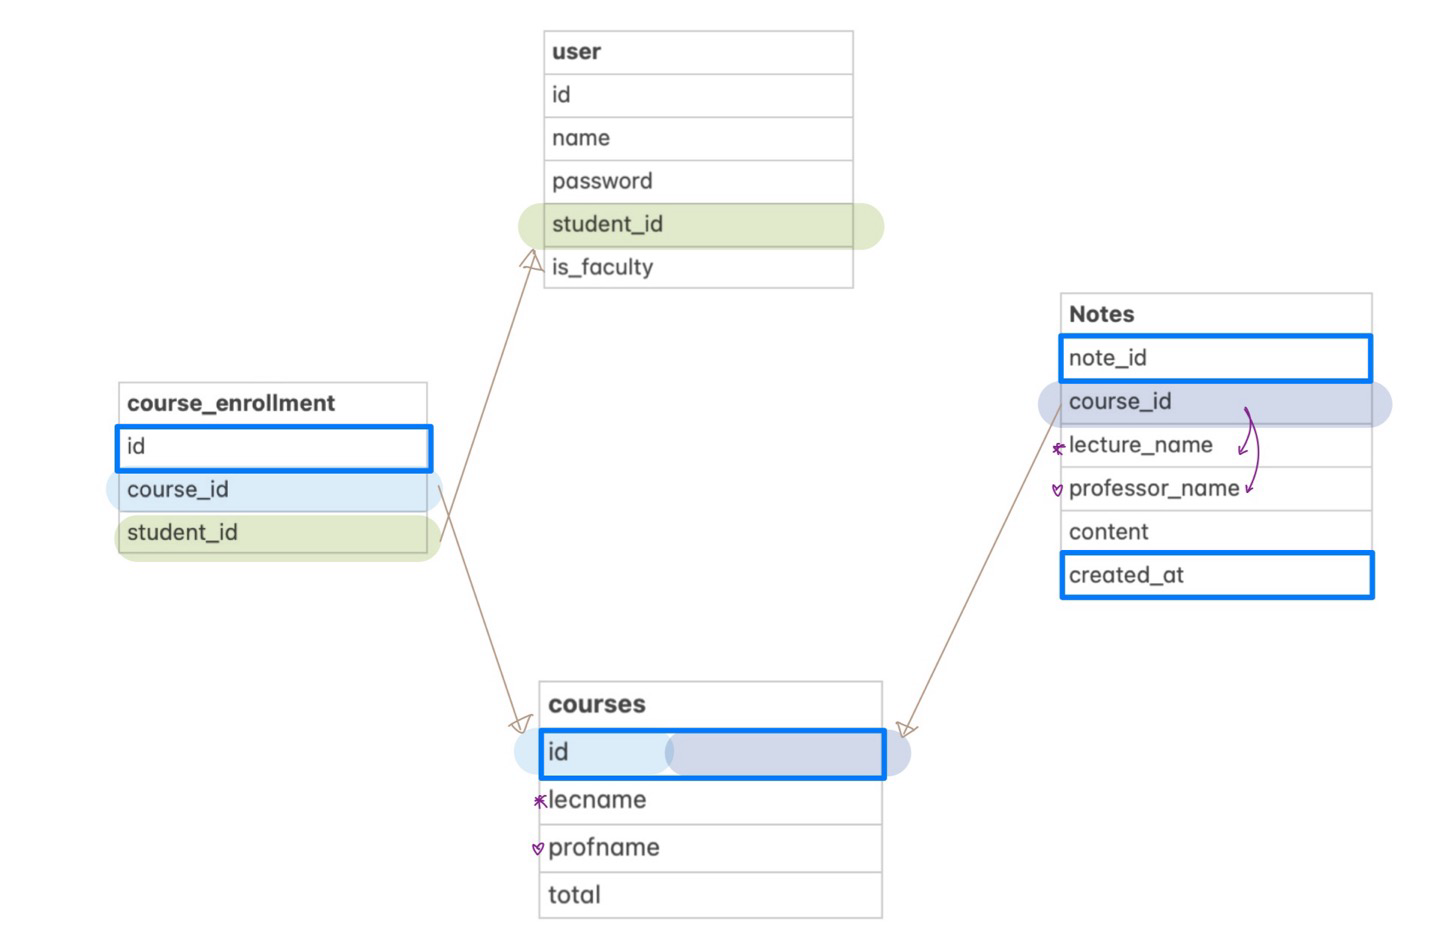 user
id
name
password
student_id
is_faculty
course_enrollment
id
course_id
student_id
Notes
note_id
course_id
lecture_name
professor_name
content
created_at
courses
id
lecname
profname
total